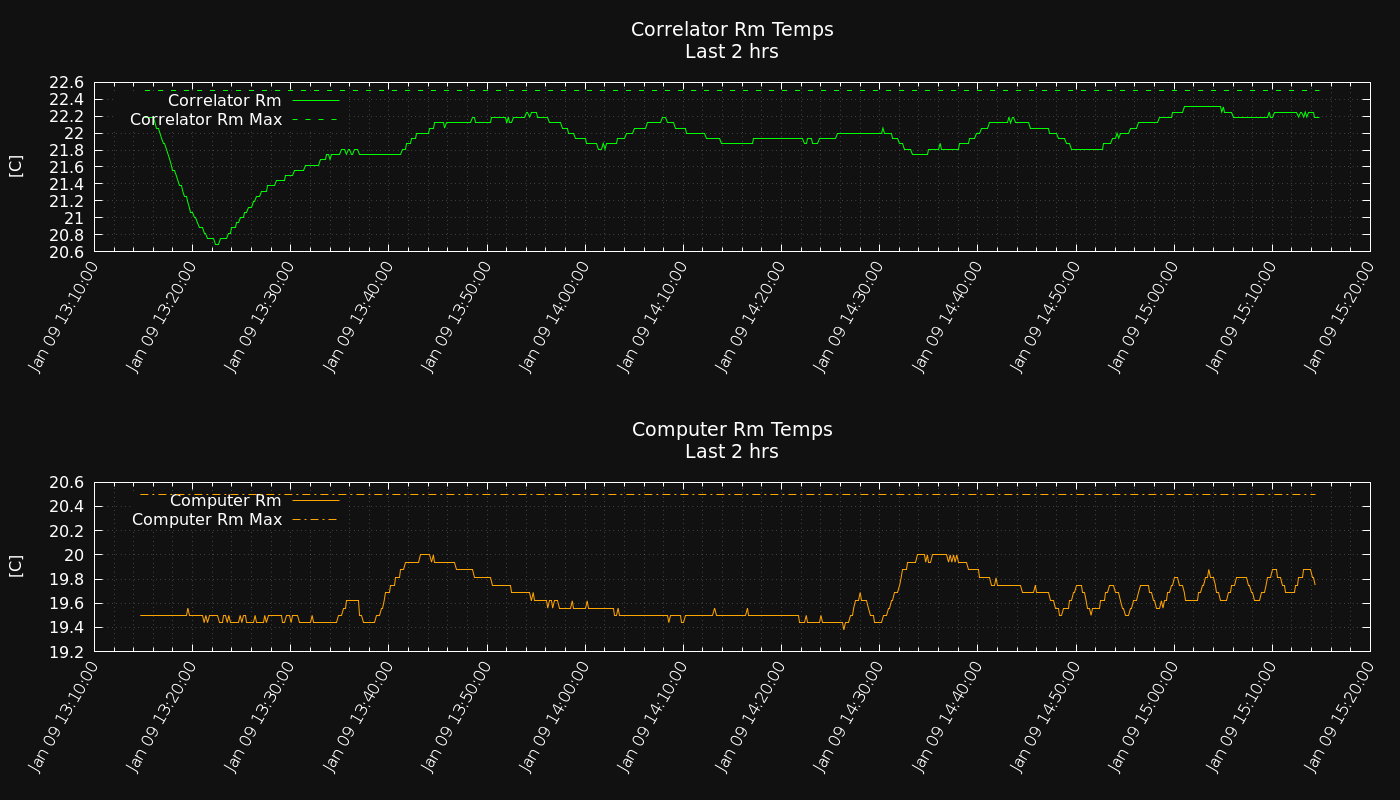 Correlator Rm Temps
Last 2 hrs
22.6
22.4
22.2
22
21.8
21.6
21.4
21.2
21
20.8
20.6
[C]
Correlator Rm
Correlator Rm Max
Jan 09 13:10:00
Jan 09 13:20:00
Jan 09 13:30:00
Jan 09 13:40:00
Jan 09 13:50:00
Jan 09 14:00:00
Jan 09 14:10:00
Jan 09 14:20:00
Jan 09 14:30:00
Jan 09 14:40:00
Jan 09 14:50:00
Jan 09 15:00:00
Jan 09 15:10:00
Jan 09 15:20:00
Computer Rm Temps
Last 2 hrs
20.6
20.4
20.2
20
19.8
19.6
19.4
19.2
[C]
Computer Rm
Computer Rm Max
Jan 09 13:10:00
Jan 09 13:20:00
Jan 09 13:30:00
Jan 09 13:40:00
Jan 09 13:50:00
Jan 09 14:00:00
Jan 09 14:10:00
Jan 09 14:20:00
Jan 09 14:30:00
Jan 09 14:40:00
Jan 09 14:50:00
Jan 09 15:00:00
Jan 09 15:10:00
Jan 09 15:20:00